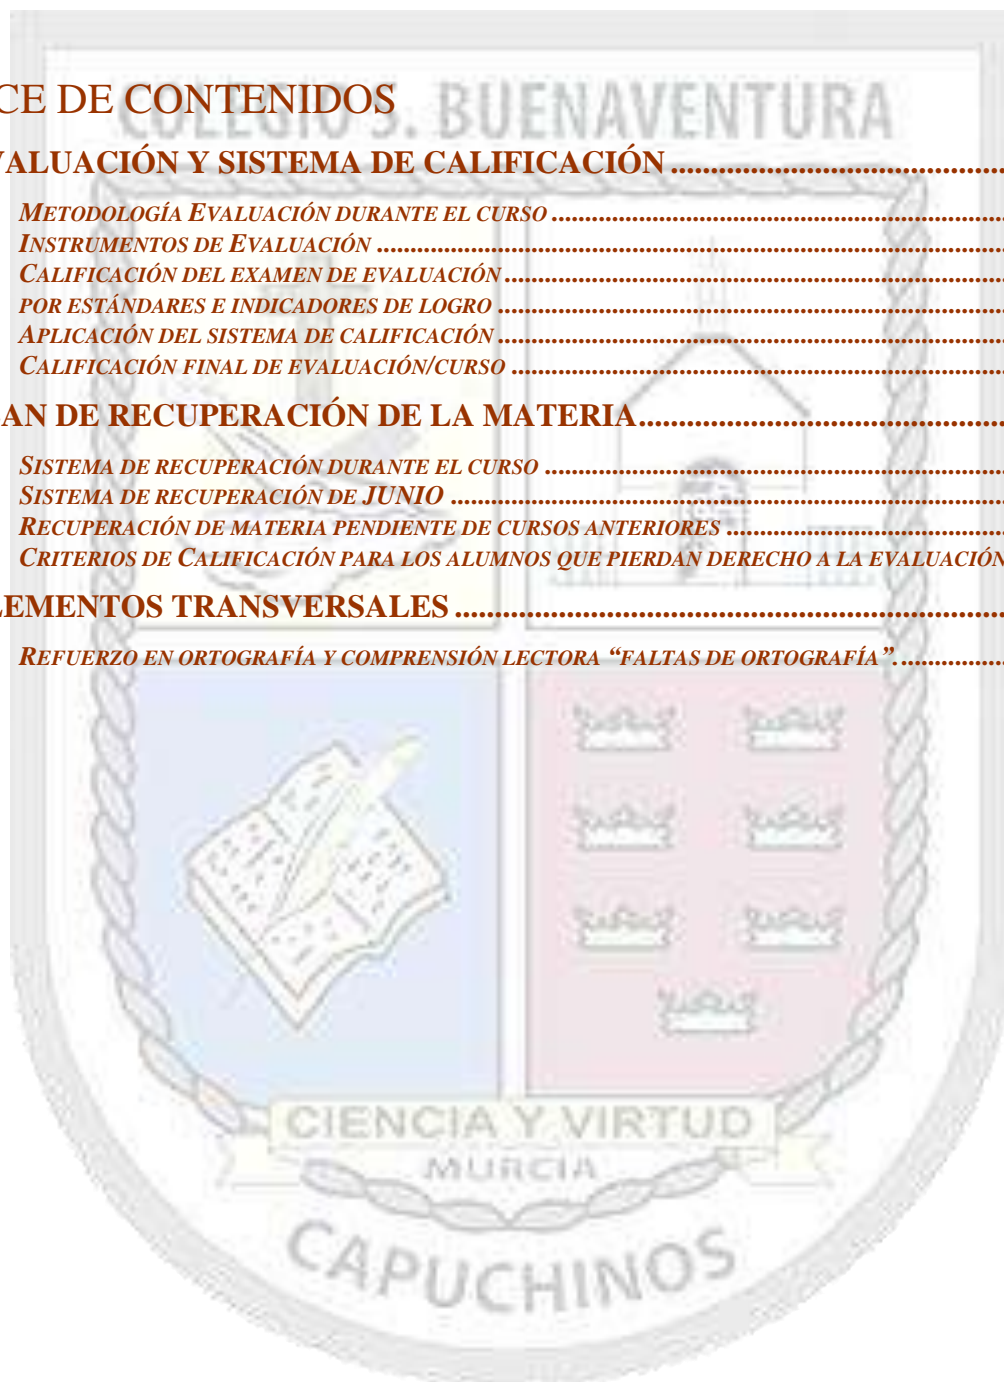 COLEGIO S. BUENAVENTURA
CE DE CONTENIDOS
VALUACIÓN Y SISTEMA DE CALIFICACIÓN
METODOLOGÍA EVALUACIÓN DURANTE EL CURSO
INSTRUMENTOS DE EVALUACIÓN
CALIFICACIÓN DEL EXAMEN DE EVALUACIÓN
POR ESTÁNDARES E INDICADORES DE LOGRO
APLICACIÓN DEL SISTEMA DE CALIFICACIÓN
CALIFICACIÓN FINAL DE EVALUACIÓN/CURSO
AN DE RECUPERACIÓN DE LA MATERIA
SISTEMA DE RECUPERACIÓN DURANTE EL CURSO
SISTEMA DE RECUPERACIÓN DE JUNIO
RECUPERACIÓN DE MATERIA PENDIENTE DE CURSOS ANTERIORES
CRITERIOS DE CALIFICACIÓN PARA LOS ALUMNOS QUE PIERDAN DERECHO A LA EVALUACIÓN
LEMENTOS TRANSVERSALES
REFUERZO EN ORTOGRAFÍA Y COMPRENSIÓN LECTORA “FALTAS DE ORTOGRAFÍA”.
CIENCIA Y VIRTUD
MURCIA
CAPUCHINOS